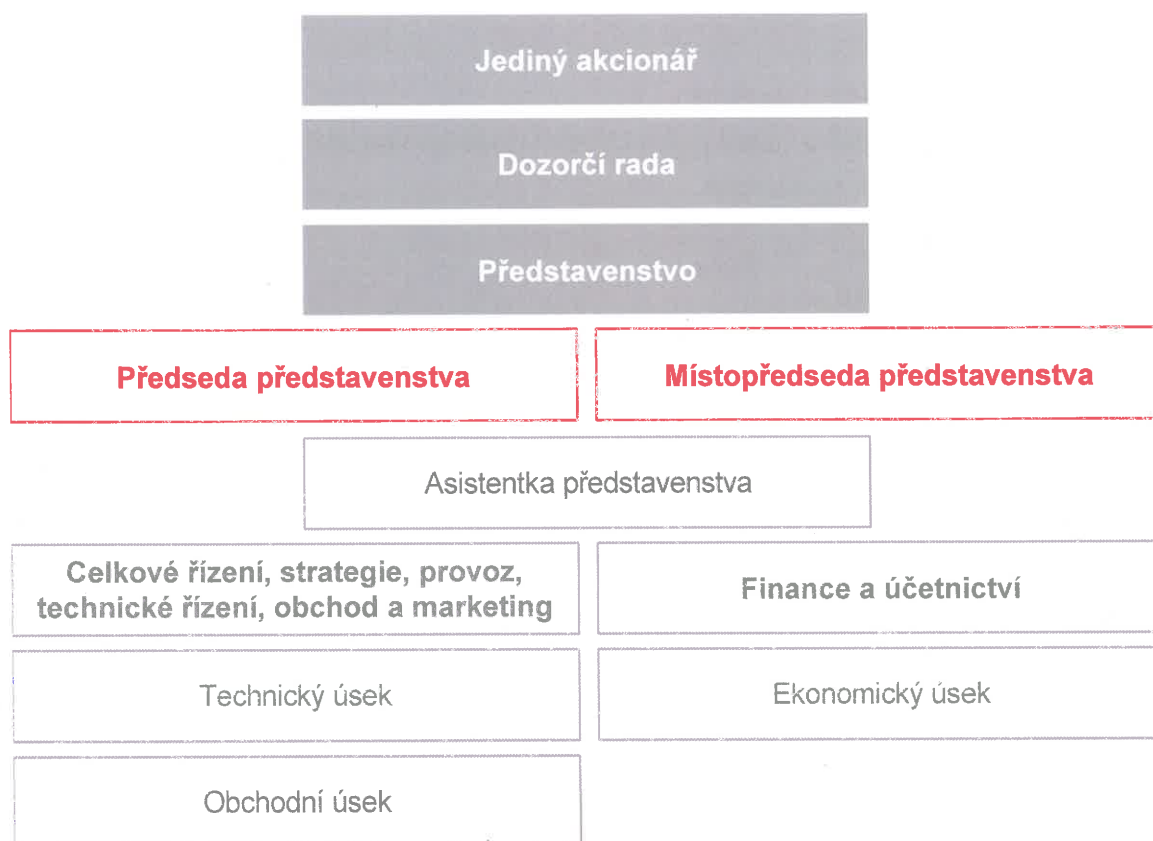 Jediný akcionář
Dozorčí rada
Představenstvo
Předseda představenstva
Místopředseda představenstva
Asistentka představenstva
Celkové řízení, strategie, provoz,
technické řízení, obchod a marketing
Finance a účetnictví
Technický úsek
Ekonomický úsek
Obchodní úsek